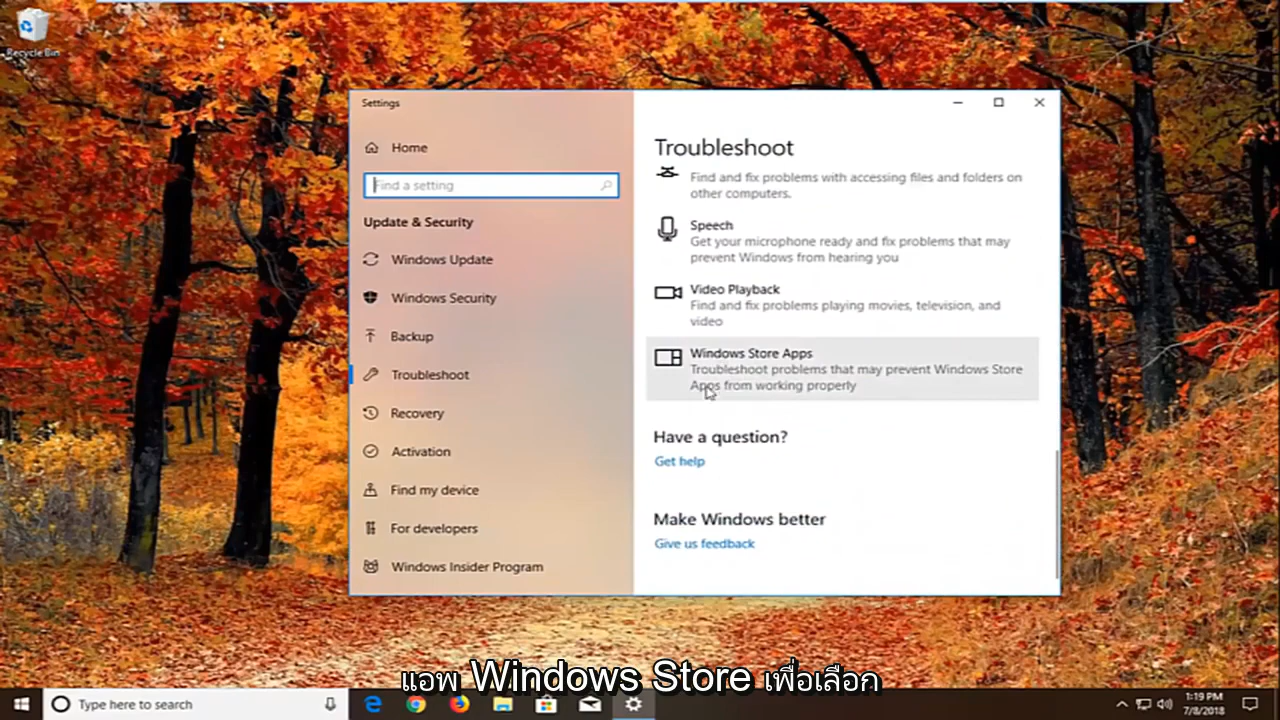 Recycle Bin
Settings
Home
Find a setting
Update & Security
Windows Update
Windows Security
Backup
Troubleshoot
Recovery
Activation
Find my device
For developers
Windows Insider Program
Troubleshoot
Find and fix problems with accessing files and folders on
other computers.
Speech
Get your microphone ready and fix problems that may
prevent Windows from hearing you
Video Playback
Find and fix problems playing movies, television, and
video
Windows Store Apps
Troubleshoot problems that may prevent Windows Store
Apps from working properly
Have a question?
Get help
Make Windows better
Give us feedback
แอพ Windows Store เพื่อเลือก
Type here to search
1:19 PM
7/8/2018